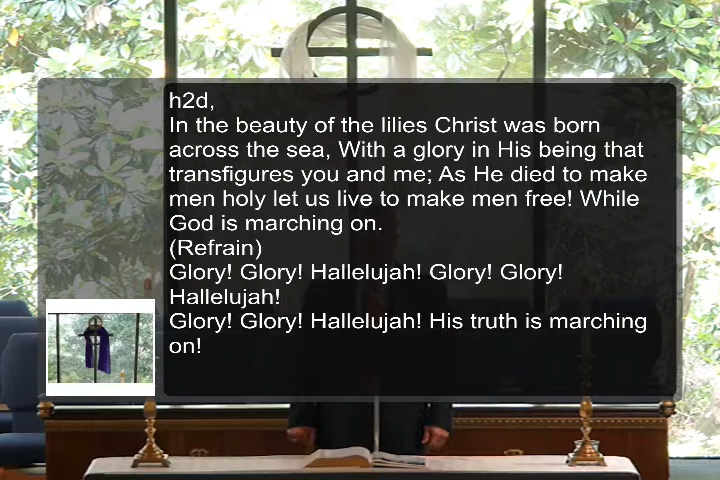 h2d,
In the beauty of the lilies Christ was born
across the sea, With a glory in His being that
transfigures you and me; As He died to make
men holy let us live to make men free! While
God is marching on.
(Refrain)
Glory! Glory! Hallelujah! Glory! Glory!
Hallelujah!
Glory! Glory! Hallelujah! His truth is marching
on!